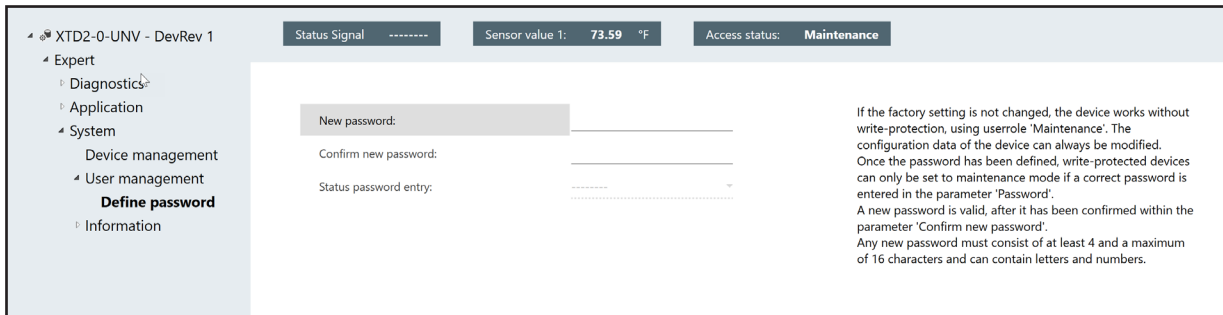 XTD2-0-UNV - DevRev 1
Expert
Diagnostics
Application
System
Device management
User management
Define password
Information
Status Signal --------
Sensor value 1: 73.59 °F
Access status: Maintenance
New password:
Confirm new password:
Status password entry: --------
If the factory setting is not changed, the device works without
write-protection, using userrole 'Maintenance'. The
configuration data of the device can always be modified.
Once the password has been defined, write-protected devices
can only be set to maintenance mode if a correct password is
entered in the parameter 'Password'.
A new password is valid, after it has been confirmed within the
parameter 'Confirm new password'.
Any new password must consist of at least 4 and a maximum
of 16 characters and can contain letters and numbers.